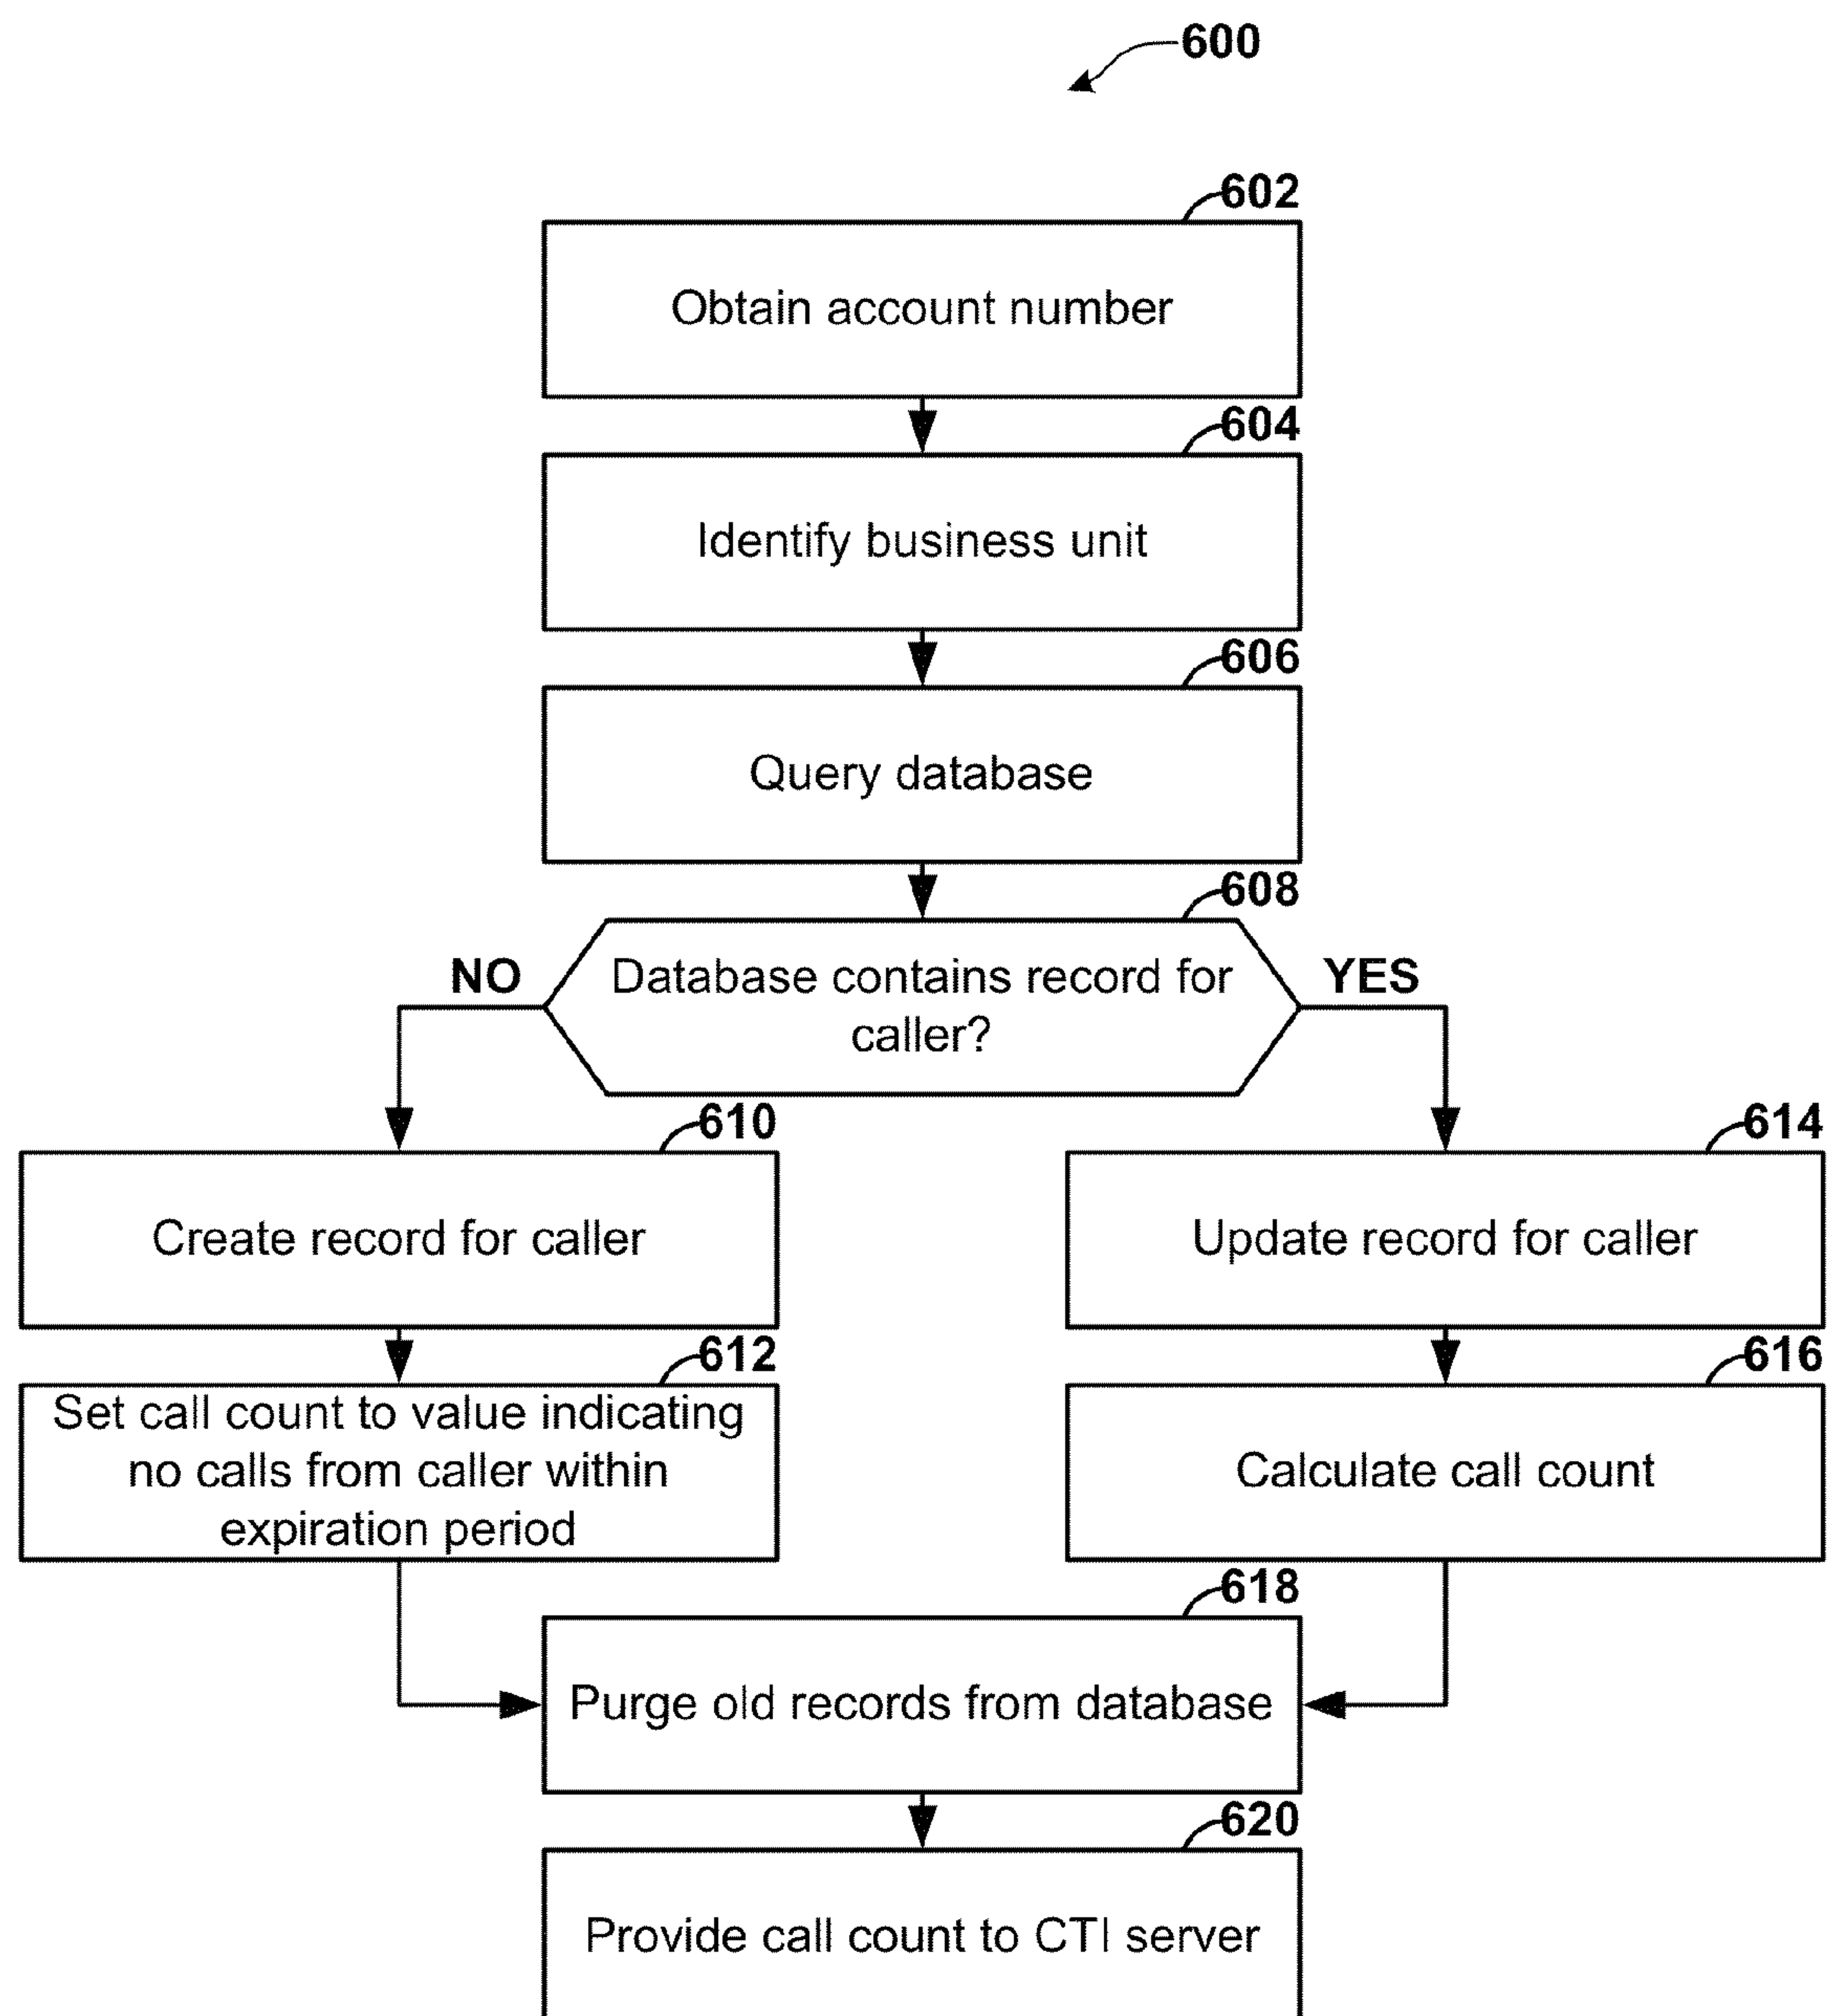 600
602
Obtain account number
604
Identify business unit
606
Query database
608
NO
Database contains record for
caller?
YES
610
Create record for caller
614
Update record for caller
612
Set call count to value indicating
no calls from caller within
expiration period
616
Calculate call count
618
Purge old records from database
620
Provide call count to CTI server